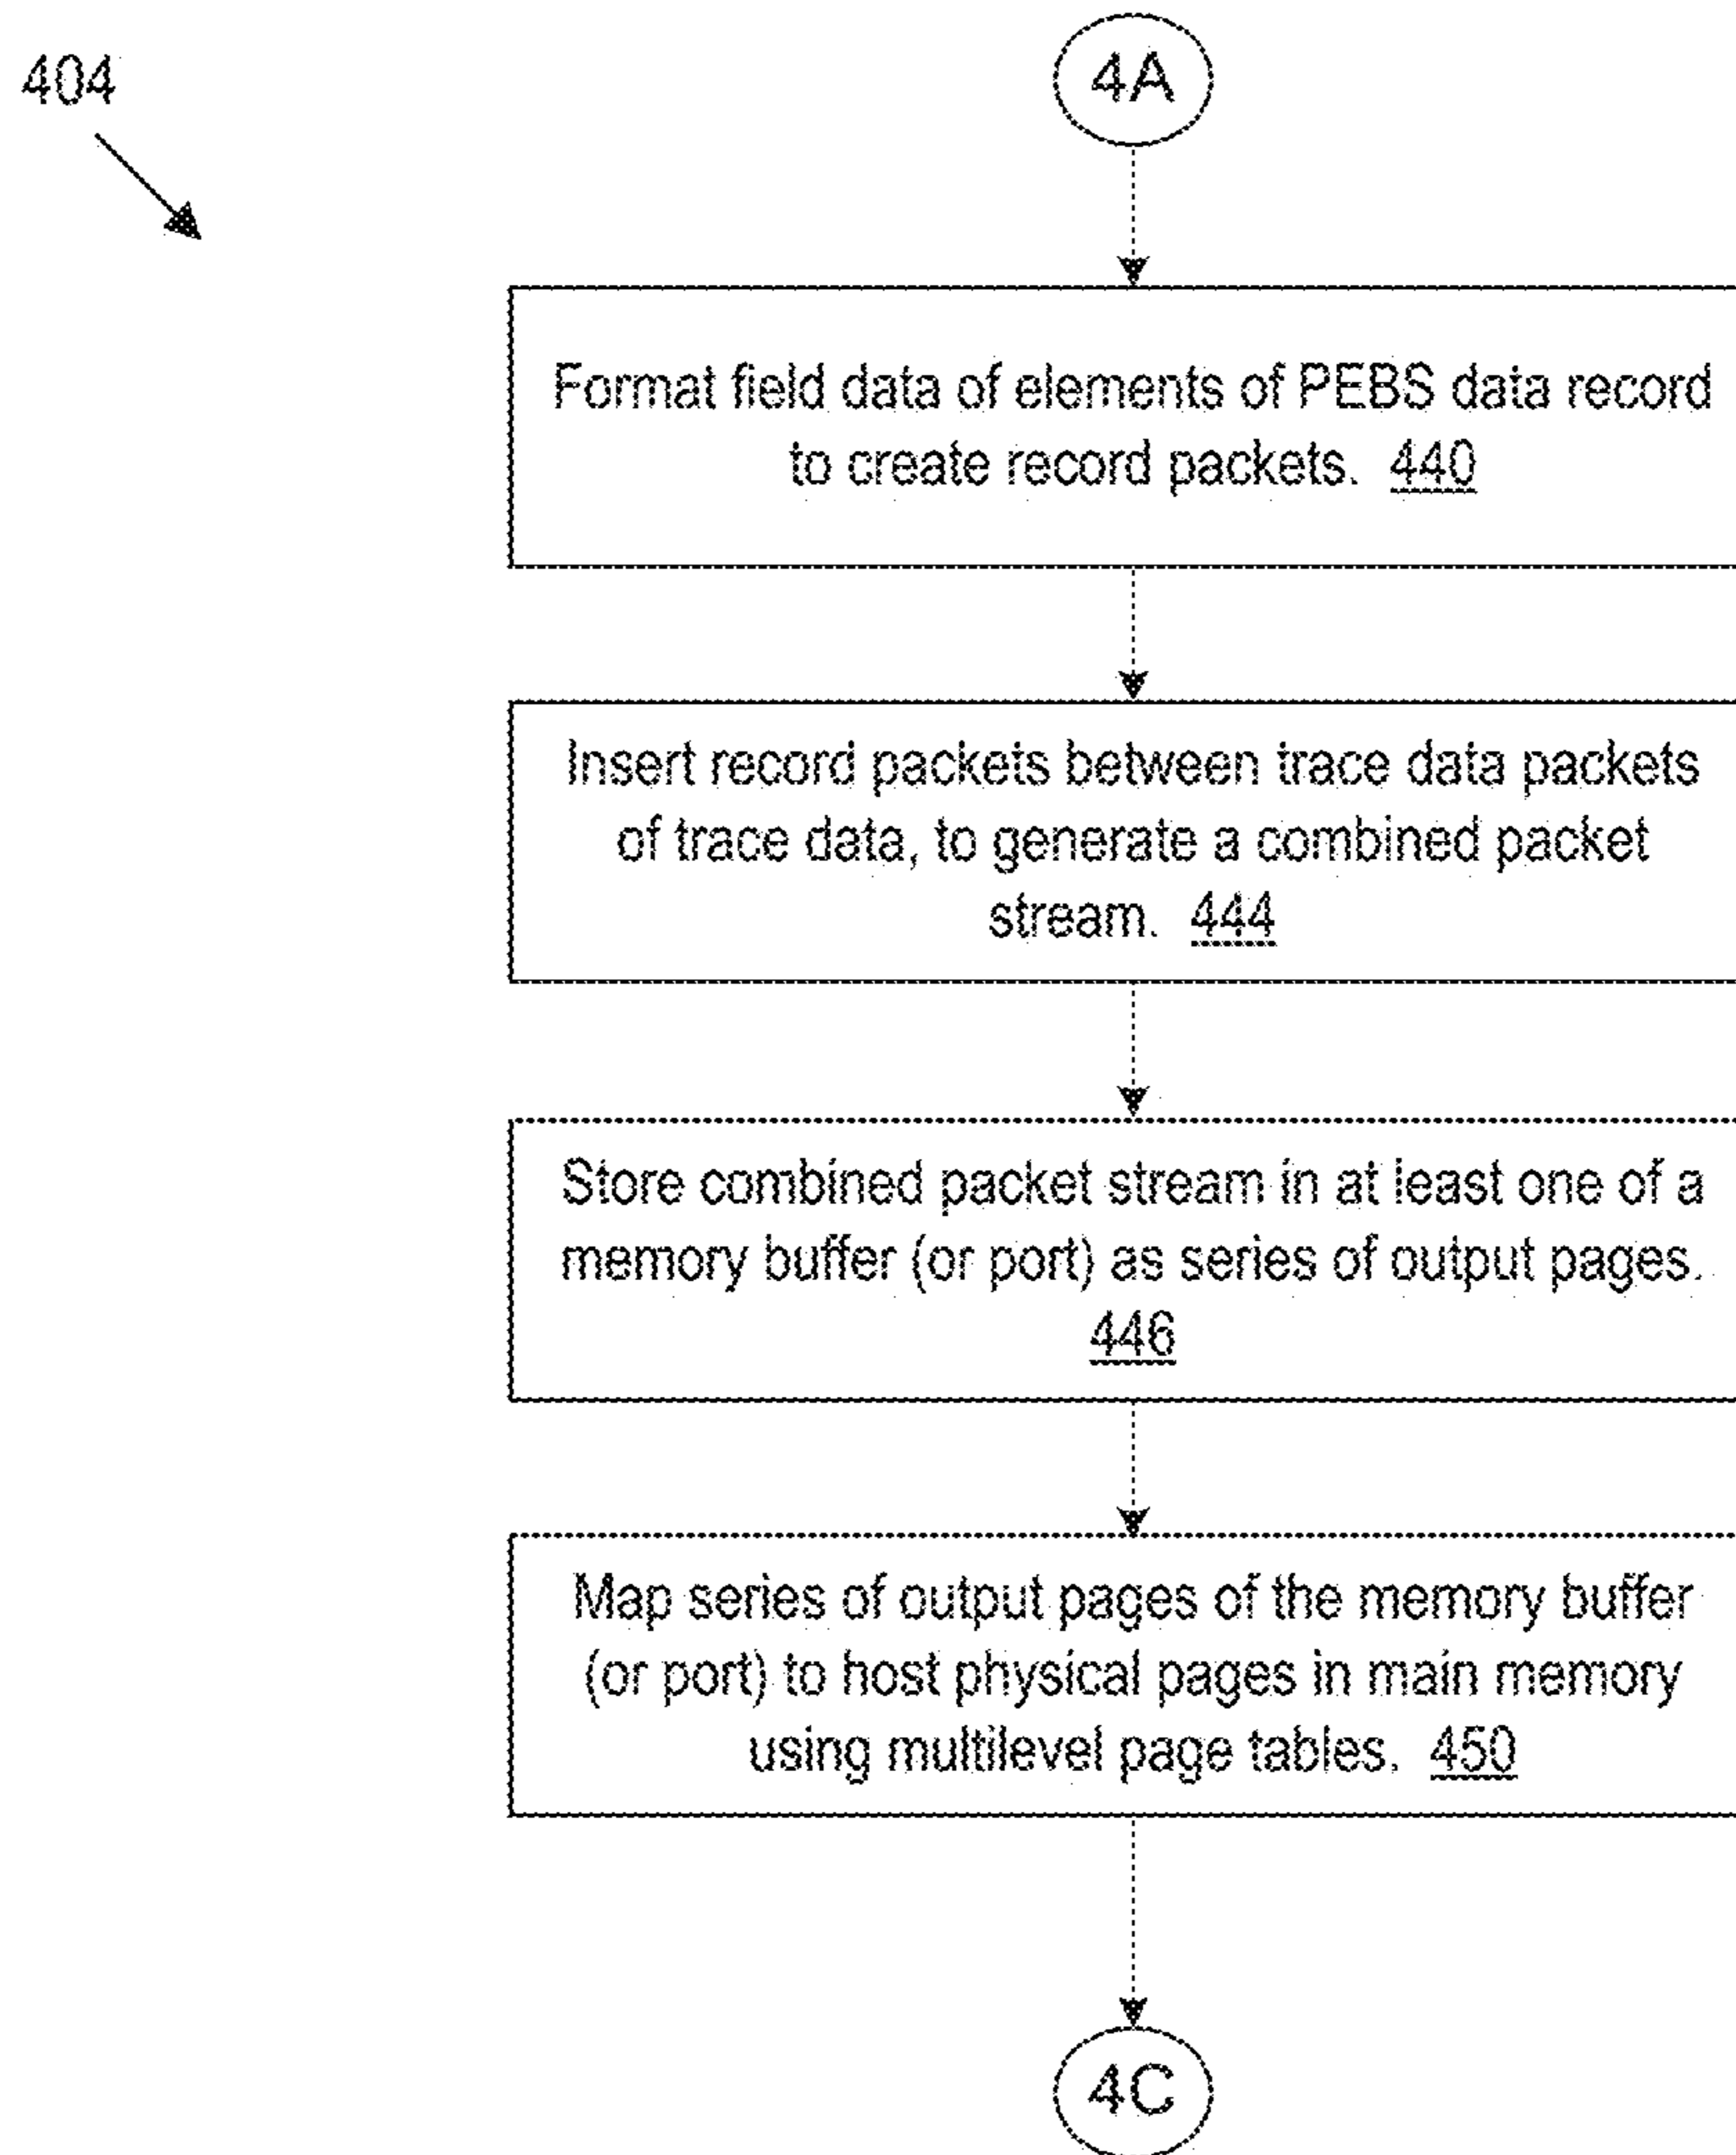 404
4A
Format field data of elements of PEBS data record
to create record packets. 440
Insert record packets between trace data packets
of trace data, to generate a combined packet
stream. 444
Store combined packet stream in at least one of a
memory buffer (or port) as series of output pages.
446
Map series of output pages of the memory buffer
(or port) to host physical pages in main memory
using multilevel page tables. 450
4C